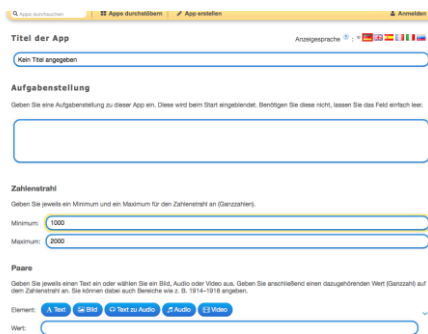 Apps durchsuchen Apps durchstöbern App erstellen Anmelden
Titel der App Anzeigesprache
Kein Titel angegeben
Aufgabenstellung
Geben Sie eine Aufgabenstellung zu dieser App ein. Diese wird beim Start eingeblendet. Benötigen Sie diese nicht, lassen Sie das Feld einfach leer.
Zahlenstrahl
Geben Sie jeweils ein Minimum und ein Maximum für den Zahlenstrahl an (Ganzzahlen).
Minimum: 1000
Maximum: 2000
Paare
Geben Sie jeweils einen Text ein oder wählen Sie ein Bild, Audio oder Video aus. Geben Sie anschließend einen dazugehörenden Wert (Ganzzahl) auf
dem Zahlenstrahl an. Sie können dabei auch Bereiche wie z. B. 1914–1918 angeben.
Element: A Text Bild Text zu Audio Audio Video
Wert: